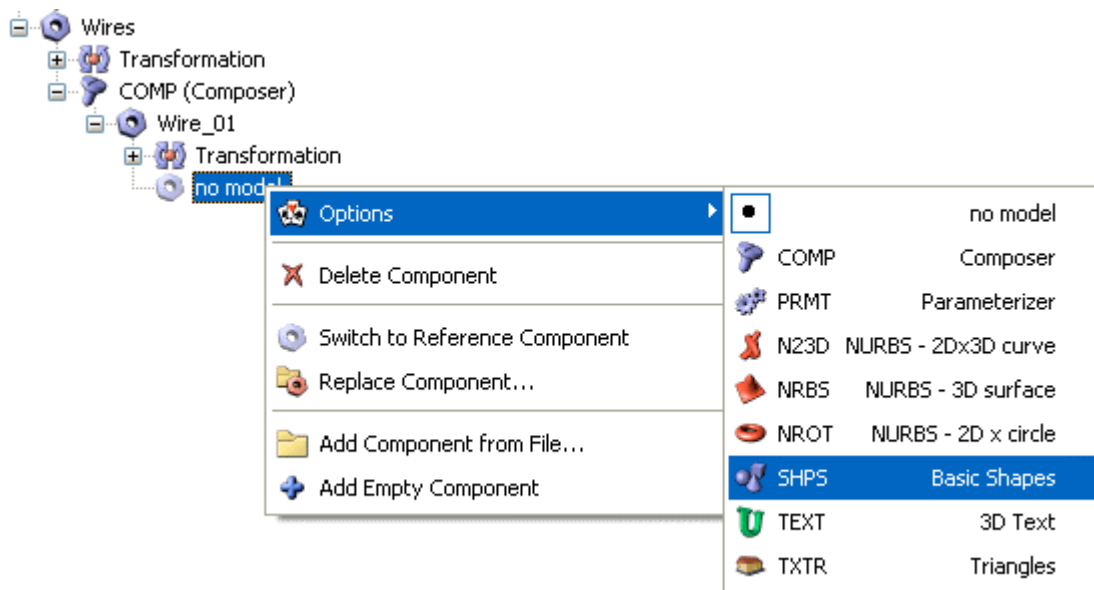 Wires
Transformation
COMP (Composer)
Wire_01
Transformation
no model
Options
Delete Component
Switch to Reference Component
Replace Component...
Add Component from File...
Add Empty Component
no model
COMP Composer
PRMT Parameterizer
N23D NURBS - 2Dx3D curve
NRBS NURBS - 3D surface
NROT NURBS - 2D x circle
SHPS Basic Shapes
TEXT 3D Text
TXTR Triangles